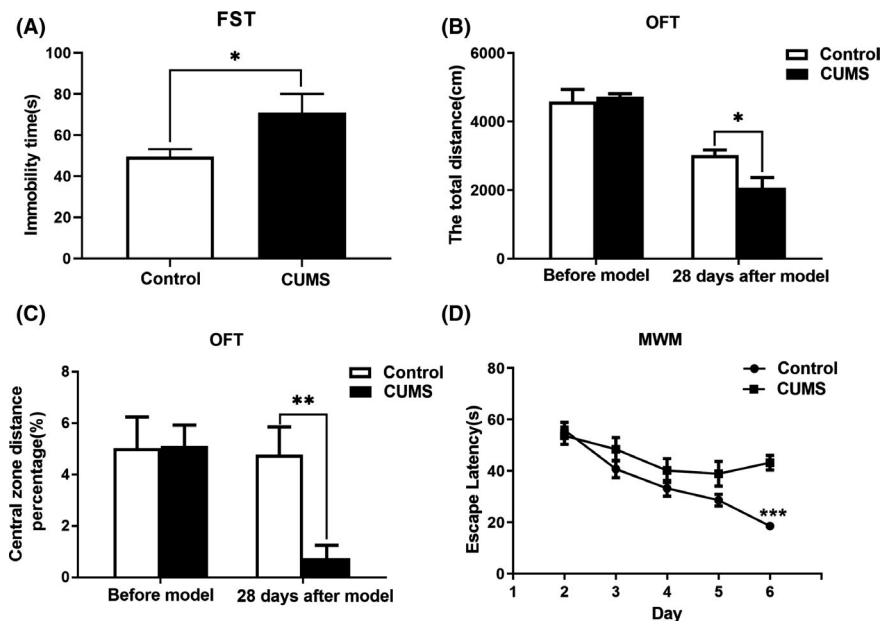 (A)
FST
Immobility time(s)
100
80
60
40
20
0
*
Control
CUMS
(B)
OFT
Control
CUMS
The total distance(cm)
6000
4000
2000
0
*
Before model
28 days after model
(C)
OFT
Control
CUMS
Central zone distance
percentage(%)
8
6
4
2
0
**
Before model
28 days after model
(D)
MWM
Control
CUMS
Escape Latency(s)
80
60
40
20
0
***
1 2 3 4 5 6
Day